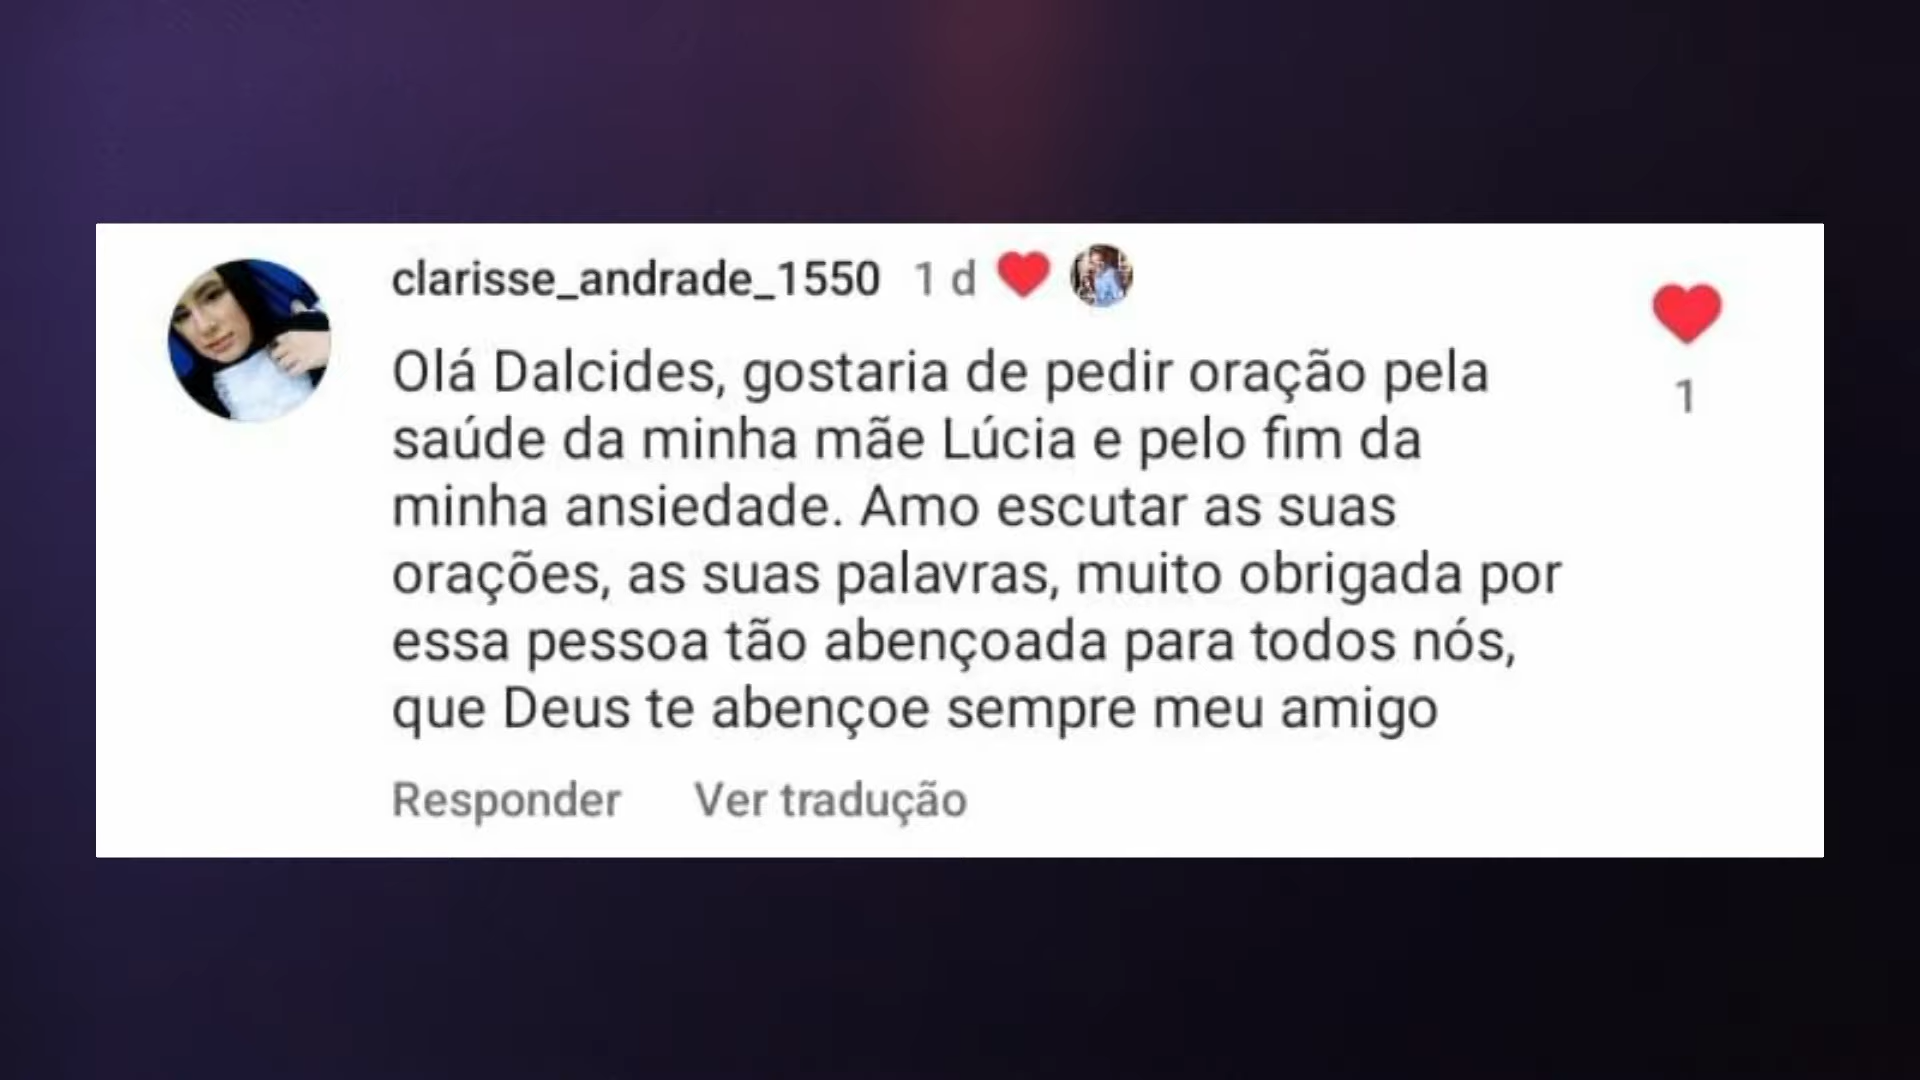 clarisse_andrade_1550 1 d
Olá Dalcides, gostaria de pedir oração pela
saúde da minha mãe Lúcia e pelo fim da
minha ansiedade. Amo escutar as suas
orações, as suas palavras, muito obrigada por
essa pessoa tão abençoada para todos nós,
que Deus te abençoe sempre meu amigo
1
Responder Ver tradução